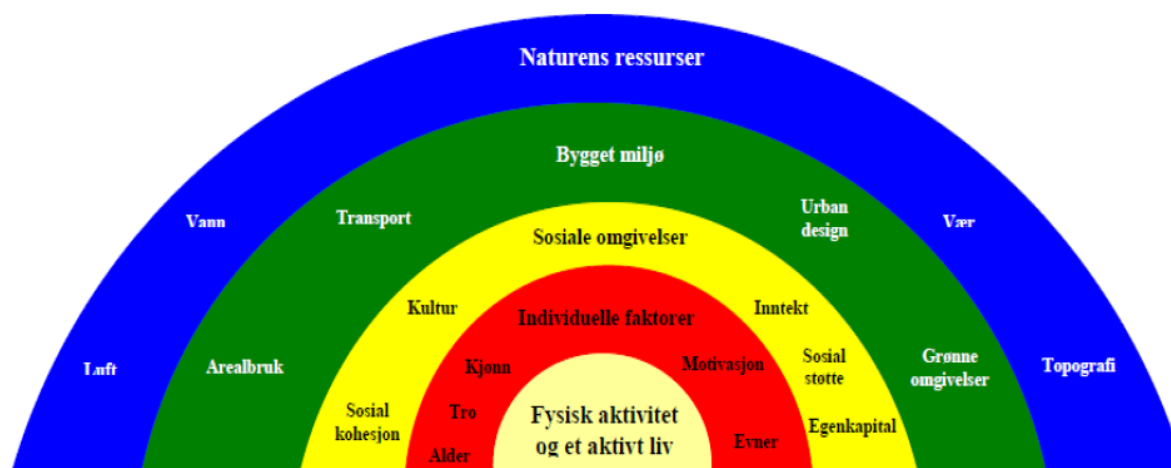 Naturens ressurser
Bygget miljø
Urban
design
Vann
Transport
Vær
Sosiale omgivelser
Kultur
Inntekt
Individuelle faktorer
Luft
Arealbruk
Kjønn
Motivasjon
Sosial
støtte
Grønne
omgivelser
Topografi
Sosial
kohesjon
Tro
Fysisk aktivitet
og et aktivt liv
Egenkapital
Alder
Evner